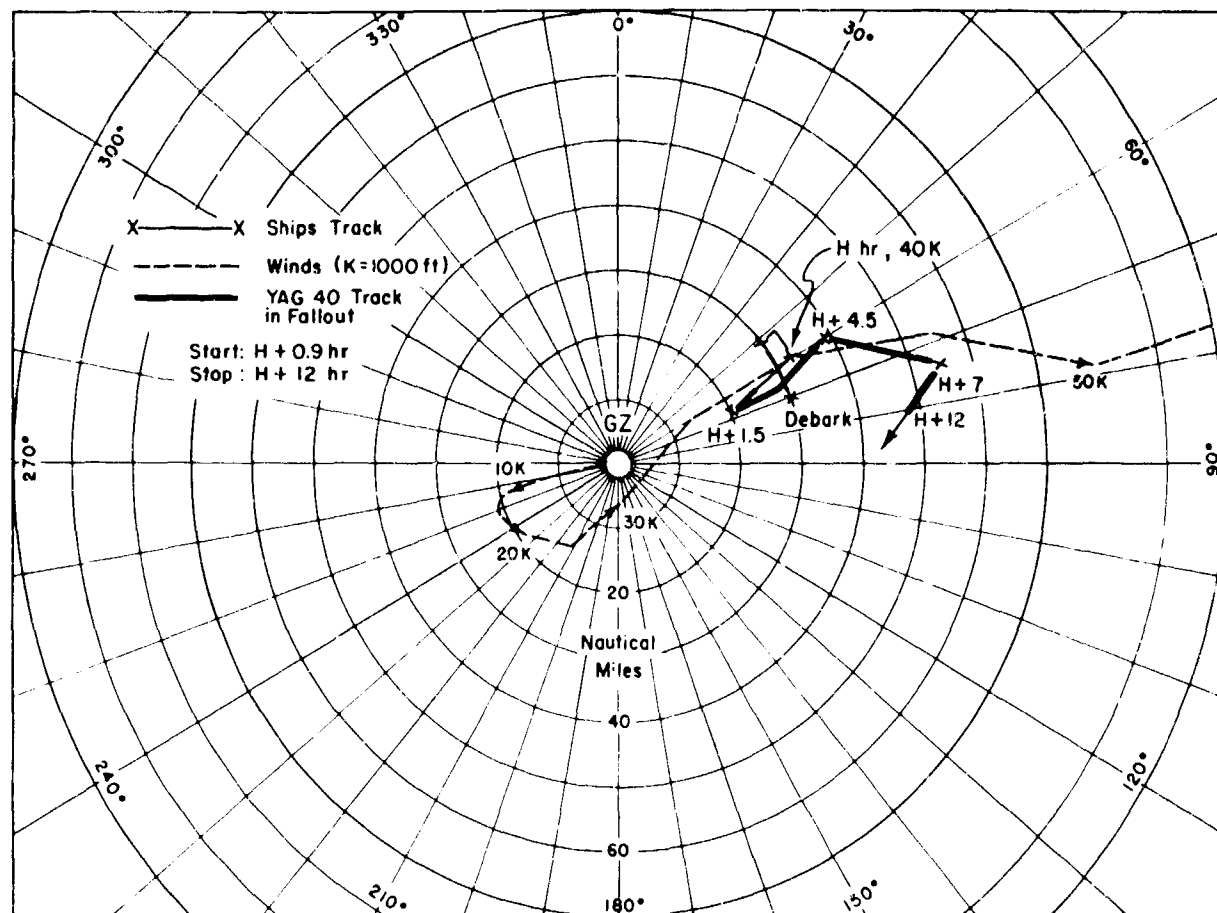 0°
330°
30°
300°
60°
X X Ships Track
Winds (K=1000 ft)
YAG 40 Track
in Fallout
Start: H + 0.9 hr
Stop: H + 12 hr
H hr, 40K
H + 4.5
H + 7
50K
H + 12
Debark
H + 1.5
GZ
270°
90°
10K
20K
30K
20
Nautical
Miles
40
60
240°
120°
210°
150°
180°